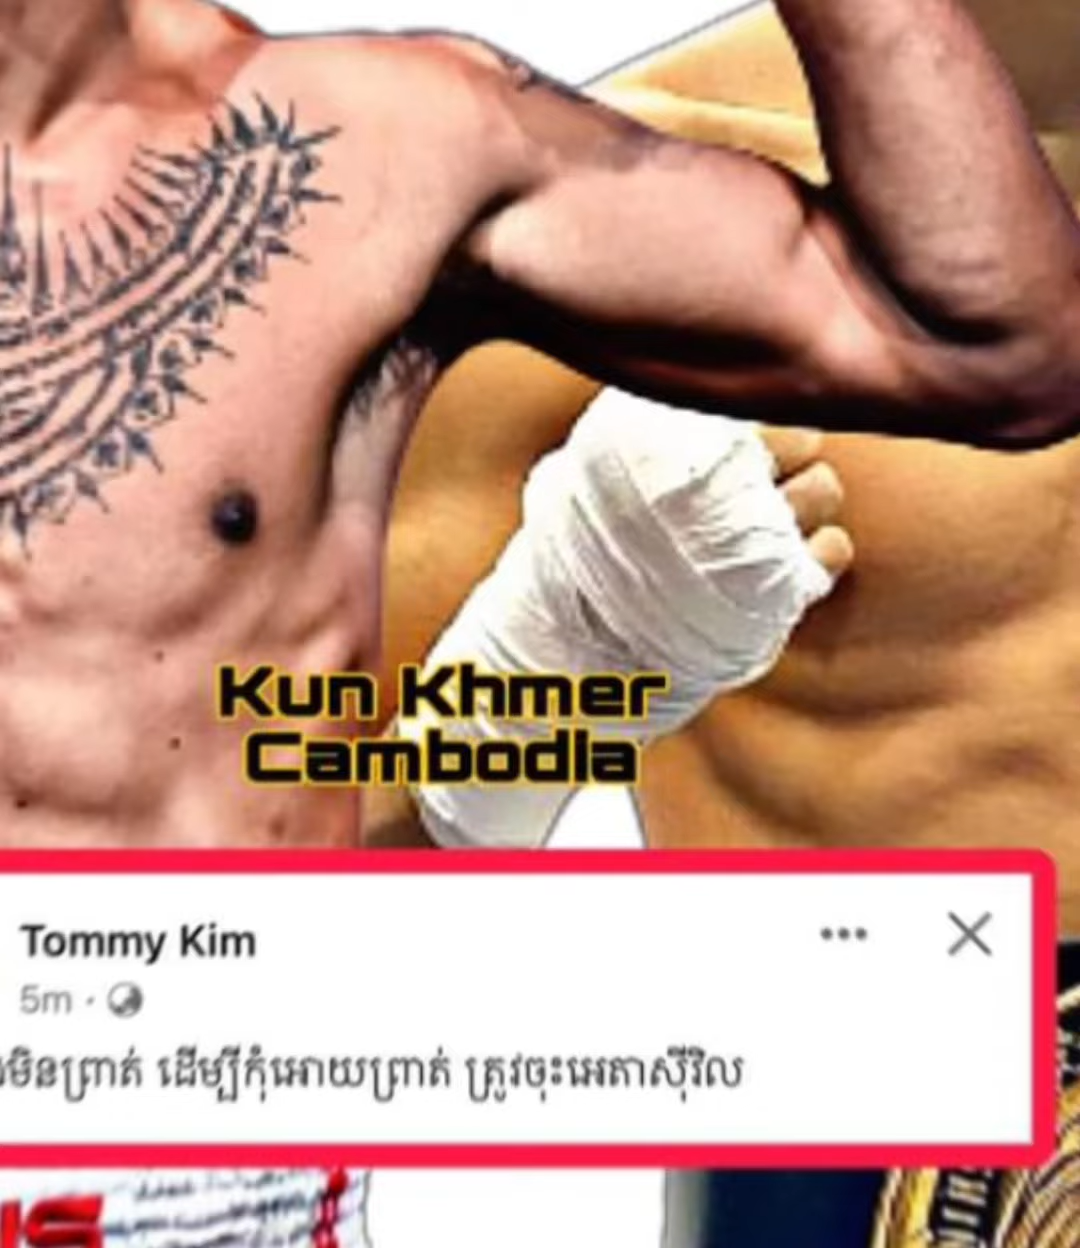 Kun Khmer
Cambodia
Tommy Kim
5m ·
មិនព្រាត់ ដើម្បីកុំអោយព្រាត់ ត្រូវចុះអេតាស៊ីវិល